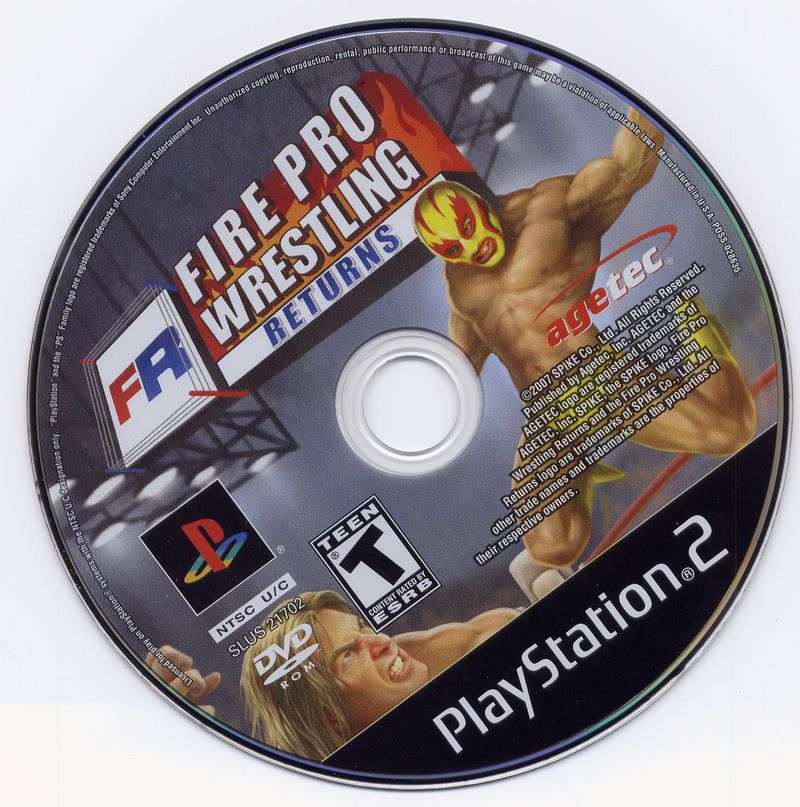 Licensed for play on PlayStation® systems with the NTSC U/C designation only. "PlayStation" and the "PS" Family logo are registered trademarks of Sony Computer Entertainment Inc. Unauthorized copying, reproduction, rental, public performance or broadcast of this game may be a violation of applicable laws. Manufactured in U.S.A. PDSS-028635.
FIRE PRO™
WRESTLING
RETURNS
FR
agetec®
©2007 SPIKE Co., Ltd. All Rights Reserved.
Published by Agetec, Inc. AGETEC and the
AGETEC logo are registered trademarks of
AGETEC, Inc. SPIKE, the SPIKE logo, Fire Pro
Wrestling Returns and the Fire Pro Wrestling
Returns logo are trademarks of SPIKE Co., Ltd. All
other trade names and trademarks are the properties of
their respective owners.
®
NTSC U/C
SLUS 21702
DVD
ROM
TEEN
T
®
CONTENT RATED BY
ESRB
PlayStation®2